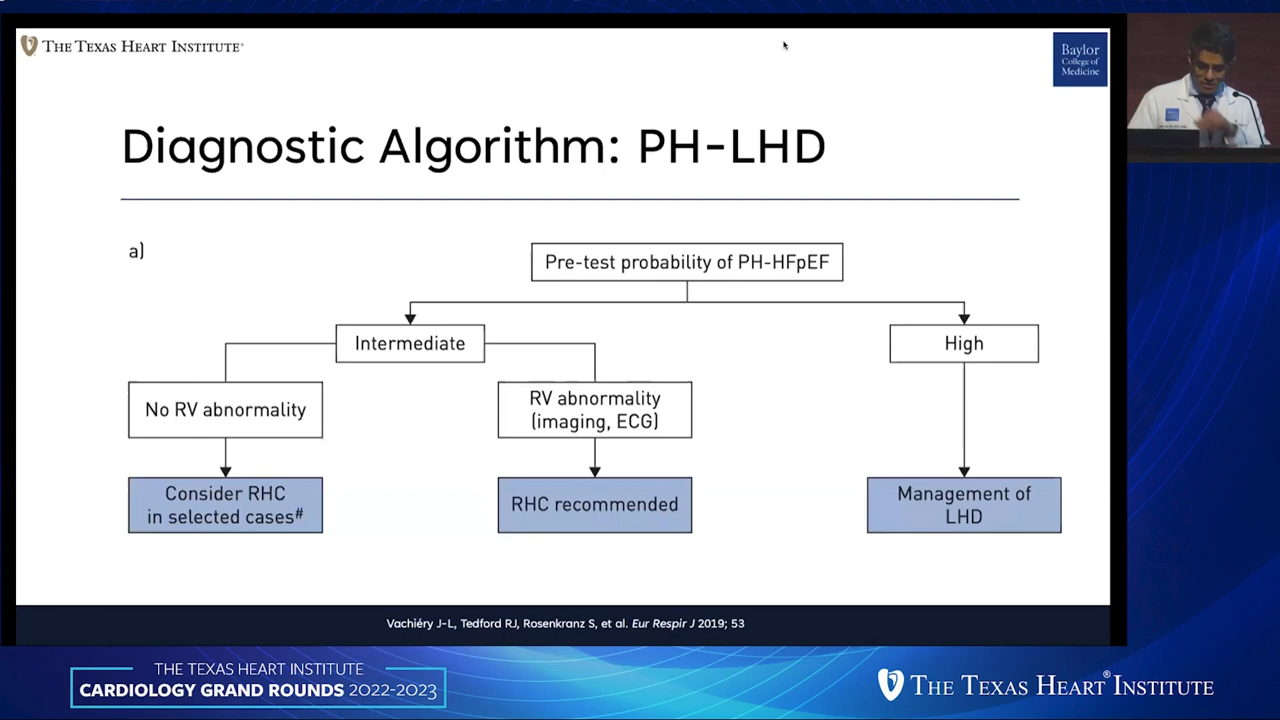 THE TEXAS HEART INSTITUTE®
Baylor
College of
Medicine
Diagnostic Algorithm: PH-LHD
a)
Pre-test probability of PH-HFpEF
Intermediate
High
No RV abnormality
RV abnormality
(imaging, ECG)
Consider RHC
in selected cases#
RHC recommended
Management of
LHD
Vachiéry J-L, Tedford RJ, Rosenkranz S, et al. Eur Respir J 2019; 53
THE TEXAS HEART INSTITUTE
CARDIOLOGY GRAND ROUNDS 2022-2023
THE TEXAS HEART® INSTITUTE